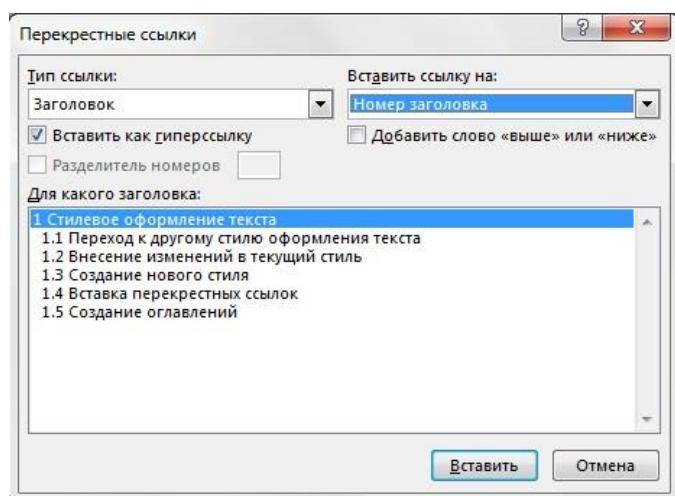 Перекрестные ссылки
Тип ссылки:
Вставить ссылку на:
Заголовок
Номер заголовка
Вставить как гиперссылку
Добавить слово «выше» или «ниже»
Разделитель номеров
Для какого заголовка:
1 Стилевое оформление текста
1.1 Переход к другому стилю оформления текста
1.2 Внесение изменений в текущий стиль
1.3 Создание нового стиля
1.4 Вставка перекрестных ссылок
1.5 Создание оглавлений
Вставить
Отмена